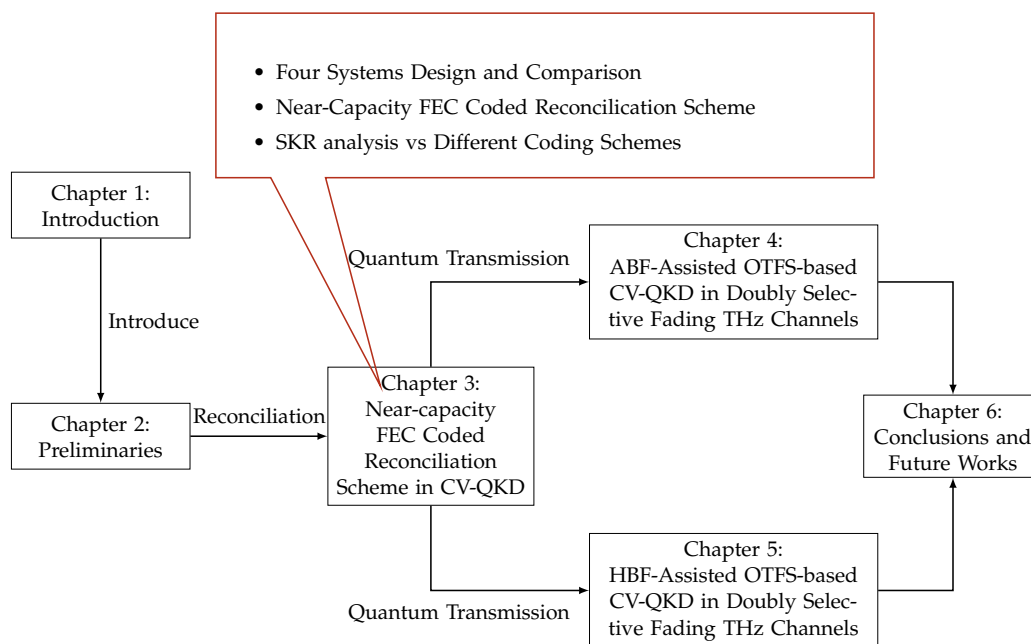 • Four Systems Design and Comparison
• Near-Capacity FEC Coded Reconcilication Scheme
• SKR analysis vs Different Coding Schemes
Chapter 1:
Introduction
Introduce
Chapter 2:
Preliminaries
Reconciliation
Chapter 3:
Near-capacity
FEC Coded
Reconciliation
Scheme in CV-QKD
Quantum Transmission
Chapter 4:
ABF-Assisted OTFS-based
CV-QKD in Doubly Selec-
tive Fading THz Channels
Quantum Transmission
Chapter 5:
HBF-Assisted OTFS-based
CV-QKD in Doubly Selec-
tive Fading THz Channels
Chapter 6:
Conclusions and
Future Works